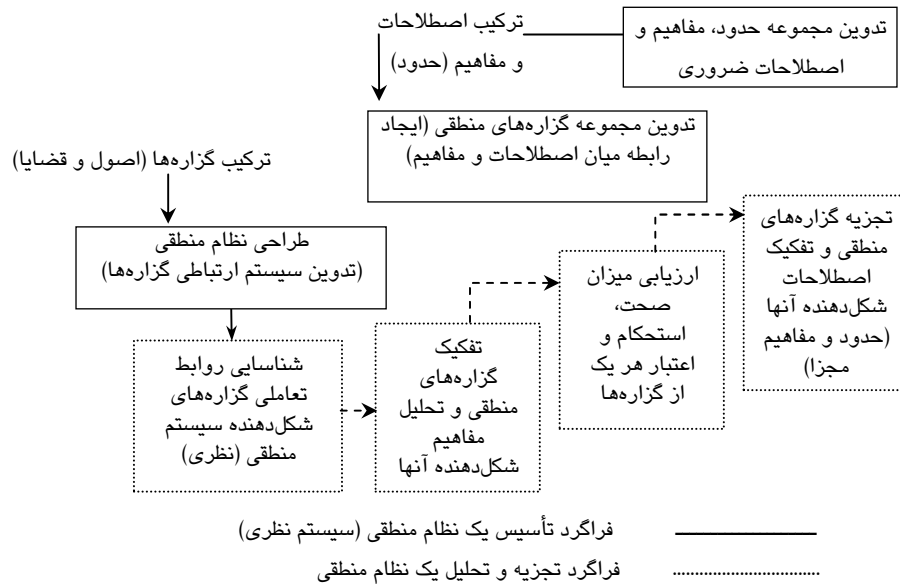 تدوین مجموعه حدود، مفاهیم و
اصطلاحات ضروری
ترکیب اصطلاحات
و مفاهیم (حدود)
تدوین مجموعه گزاره‌های منطقی (ایجاد
رابطه میان اصطلاحات و مفاهیم)
ترکیب گزاره‌ها (اصول و قضایا)
طراحی نظام منطقی
(تدوین سیستم ارتباطی گزاره‌ها)
شناسایی روابط
تعاملی گزاره‌های
شکل‌دهنده سیستم
منطقی (نظری)
تفکیک
گزاره‌های
منطقی و تحلیل
مفاهیم
شکل‌دهنده آنها
ارزیابی میزان
صحت،
استحکام و
اعتبار هر یک
از گزاره‌ها
تجزیه گزاره‌های
منطقی و تفکیک
اصطلاحات
شکل‌دهنده آنها
(حدود و مفاهیم
مجزا)
فراگرد تأسیس یک نظام منطقی (سیستم نظری)
فراگرد تجزیه و تحلیل یک نظام منطقی